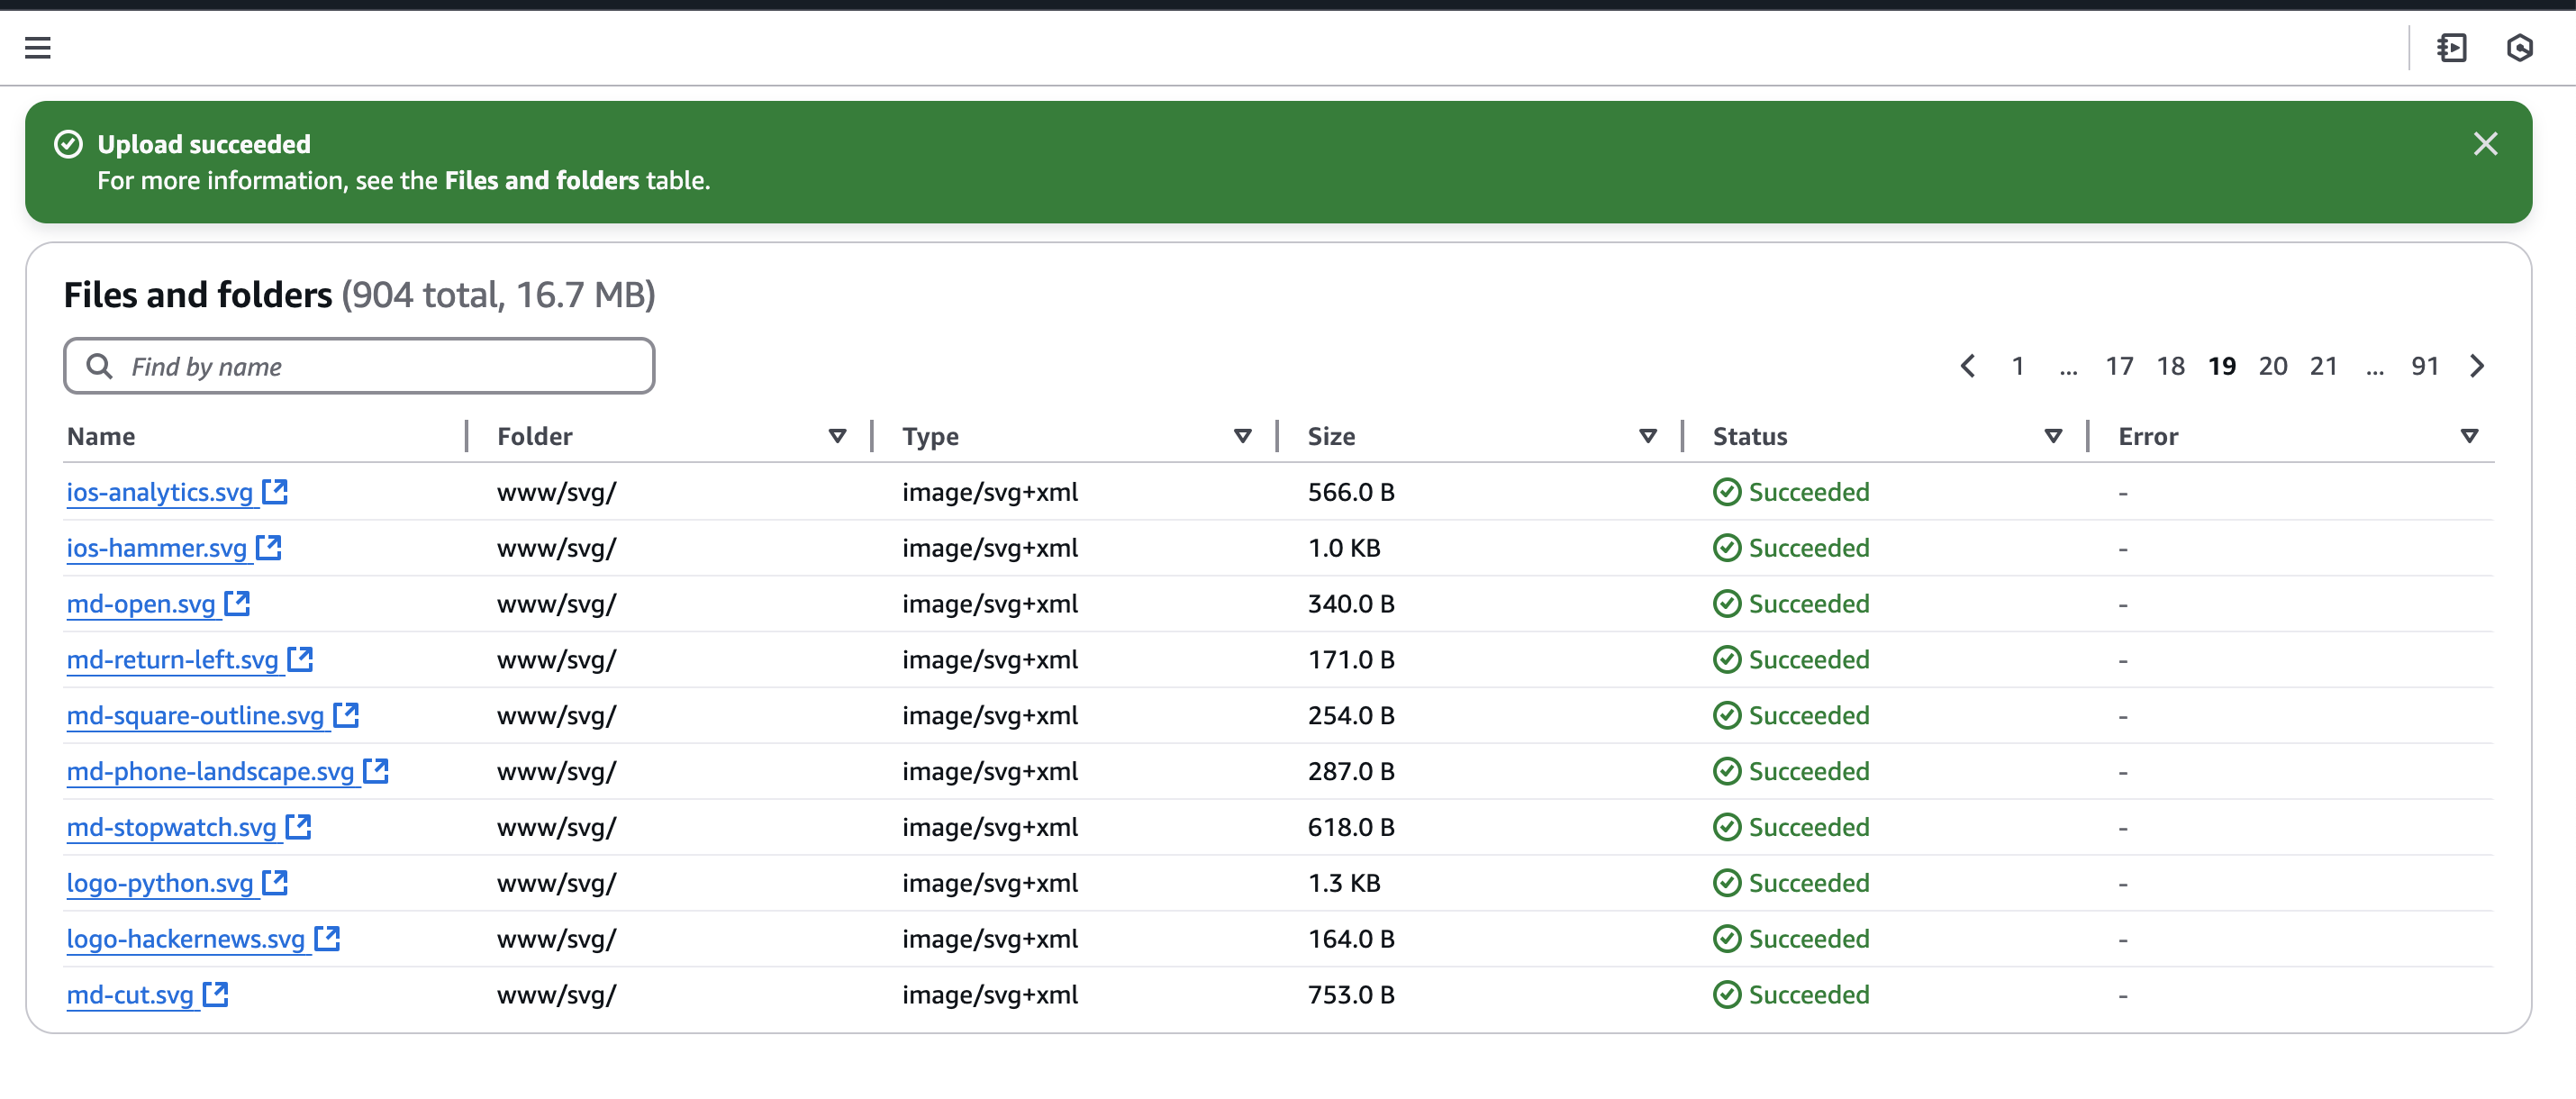 Upload succeeded
For more information, see the Files and folders table.
Files and folders (904 total, 16.7 MB)
Find by name
1 ... 17 18 19 20 21 ... 91
Name Folder Type Size Status Error
ios-analytics.svg www/svg/ image/svg+xml 566.0 B Succeeded -
ios-hammer.svg www/svg/ image/svg+xml 1.0 KB Succeeded -
md-open.svg www/svg/ image/svg+xml 340.0 B Succeeded -
md-return-left.svg www/svg/ image/svg+xml 171.0 B Succeeded -
md-square-outline.svg www/svg/ image/svg+xml 254.0 B Succeeded -
md-phone-landscape.svg www/svg/ image/svg+xml 287.0 B Succeeded -
md-stopwatch.svg www/svg/ image/svg+xml 618.0 B Succeeded -
logo-python.svg www/svg/ image/svg+xml 1.3 KB Succeeded -
logo-hackernews.svg www/svg/ image/svg+xml 164.0 B Succeeded -
md-cut.svg www/svg/ image/svg+xml 753.0 B Succeeded -